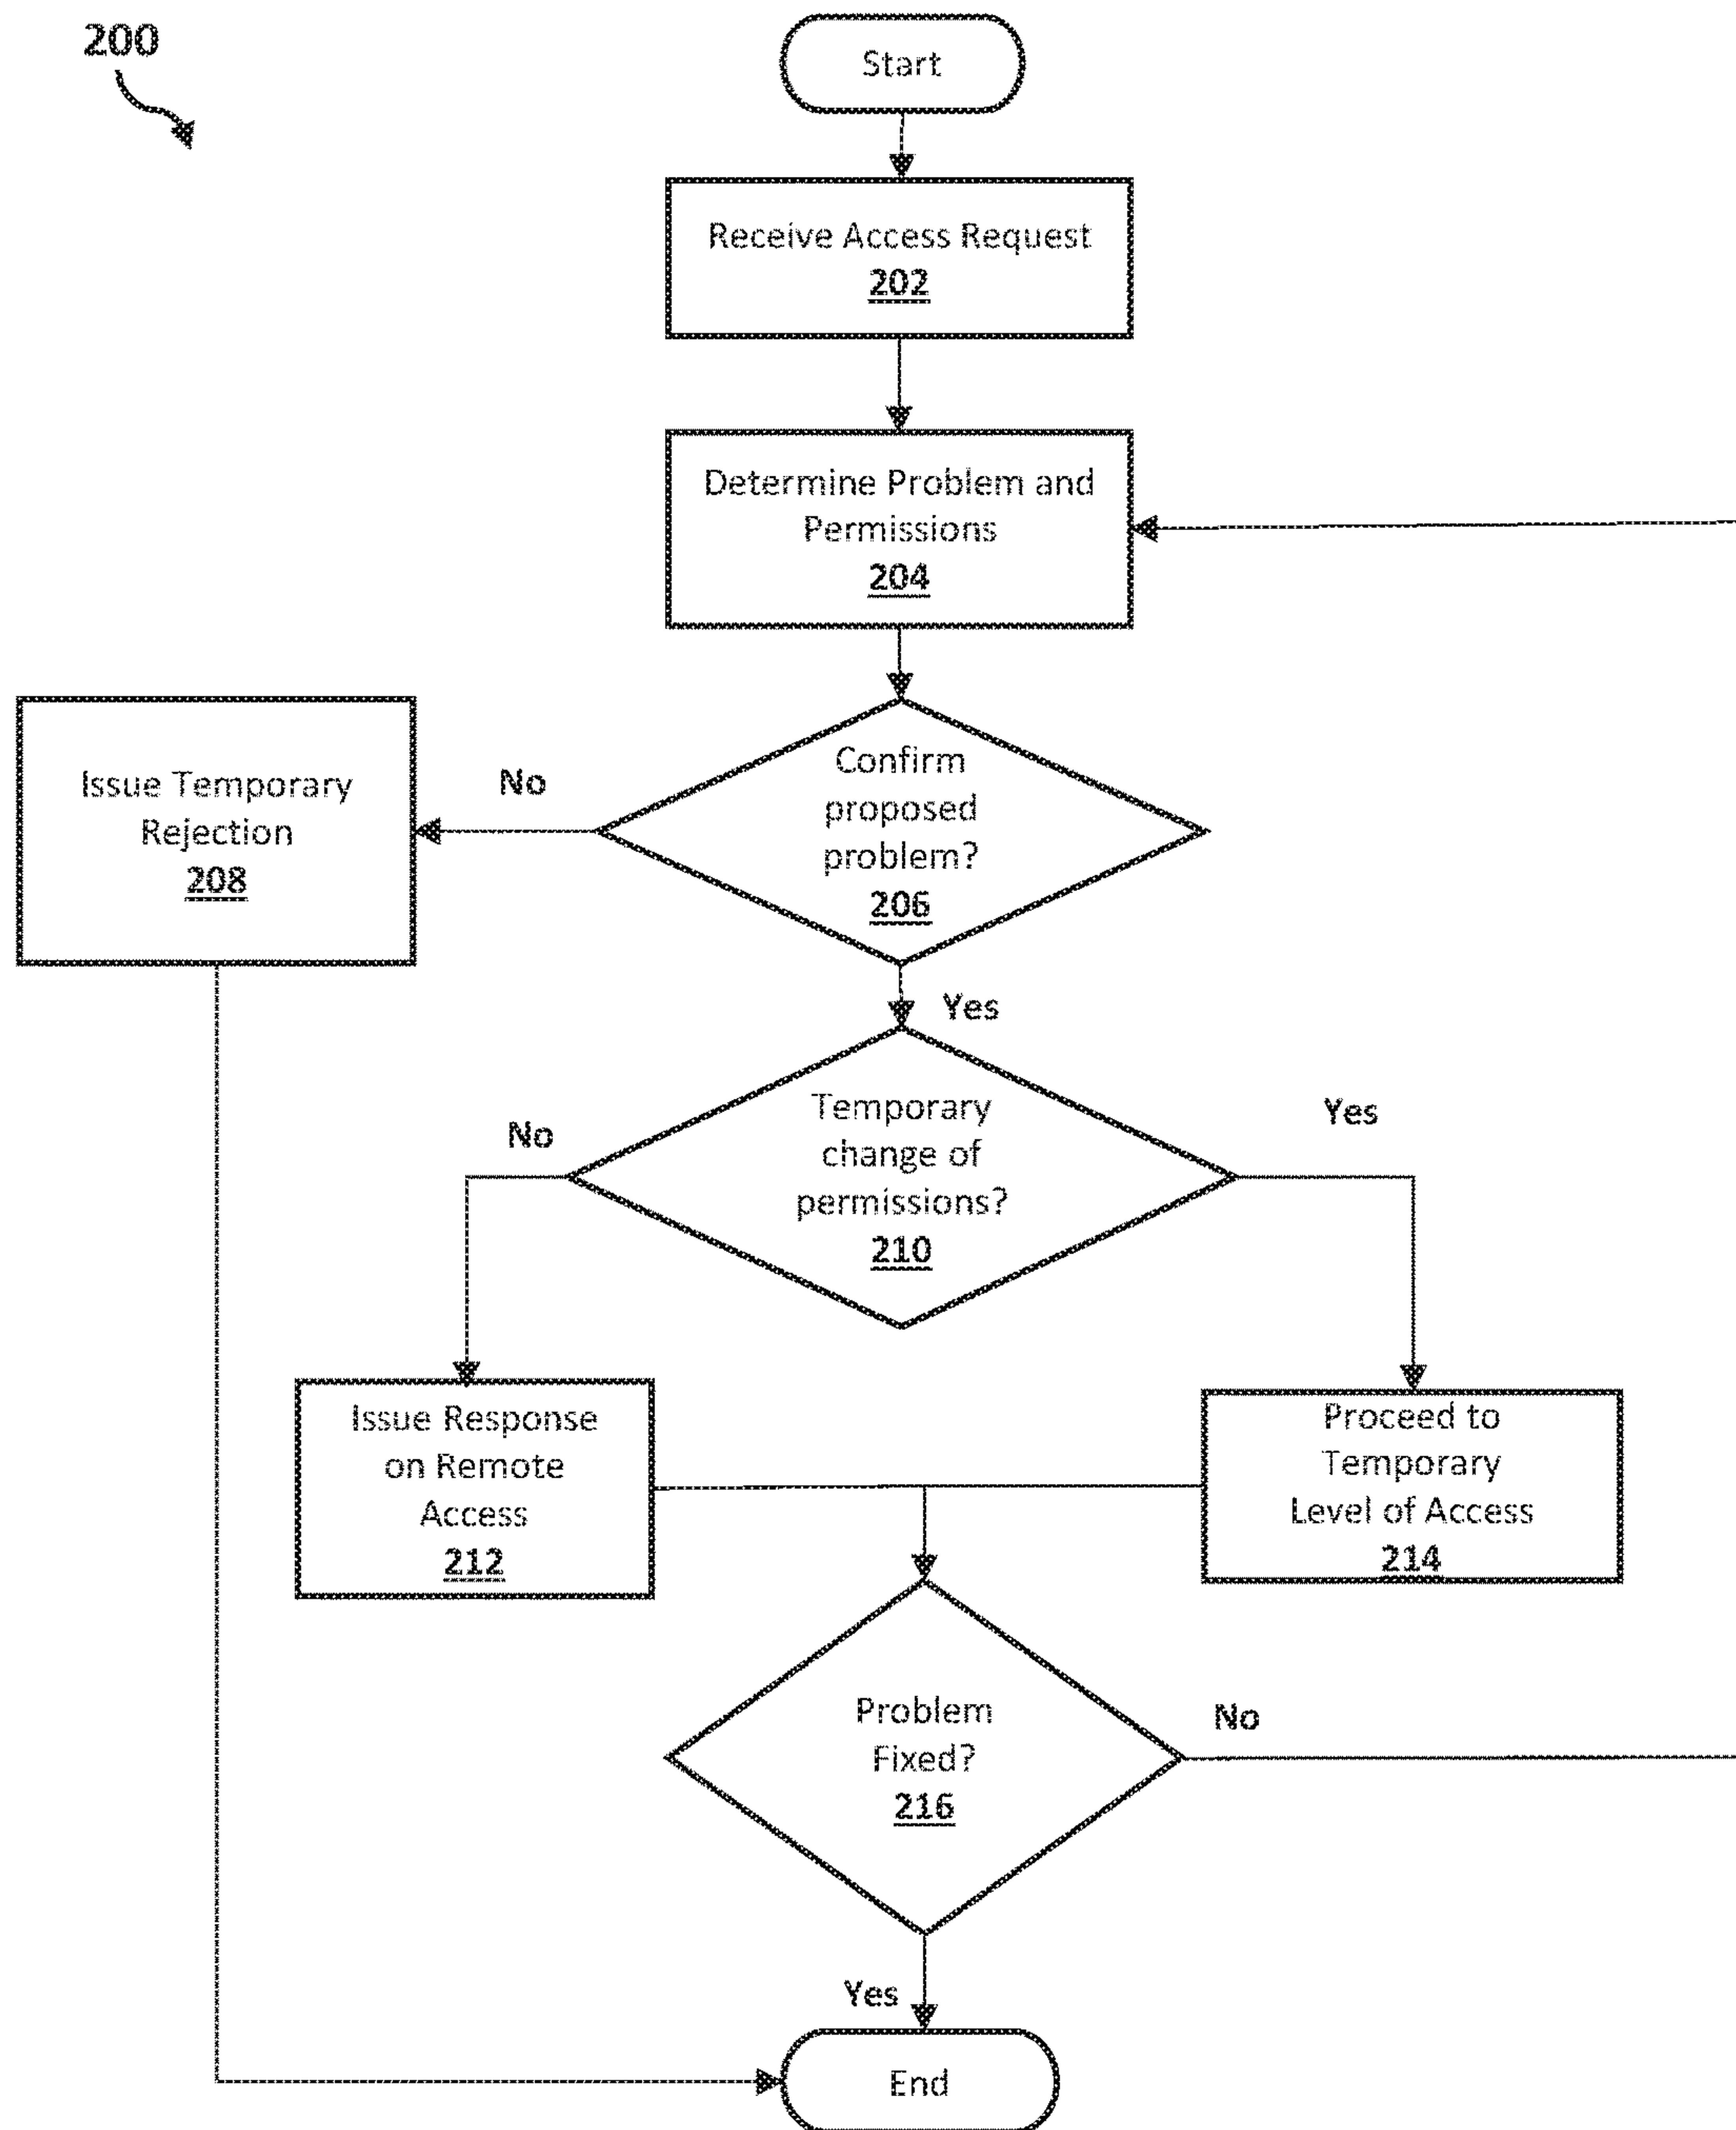 200
Start
Receive Access Request
202
Determine Problem and
Permissions
204
Issue Temporary
Rejection
208
No
Confirm
proposed
problem?
206
Yes
No
Temporary
change of
permissions?
210
Yes
Issue Response
on Remote
Access
212
Proceed to
Temporary
Level of Access
214
Problem
Fixed?
216
No
Yes
End